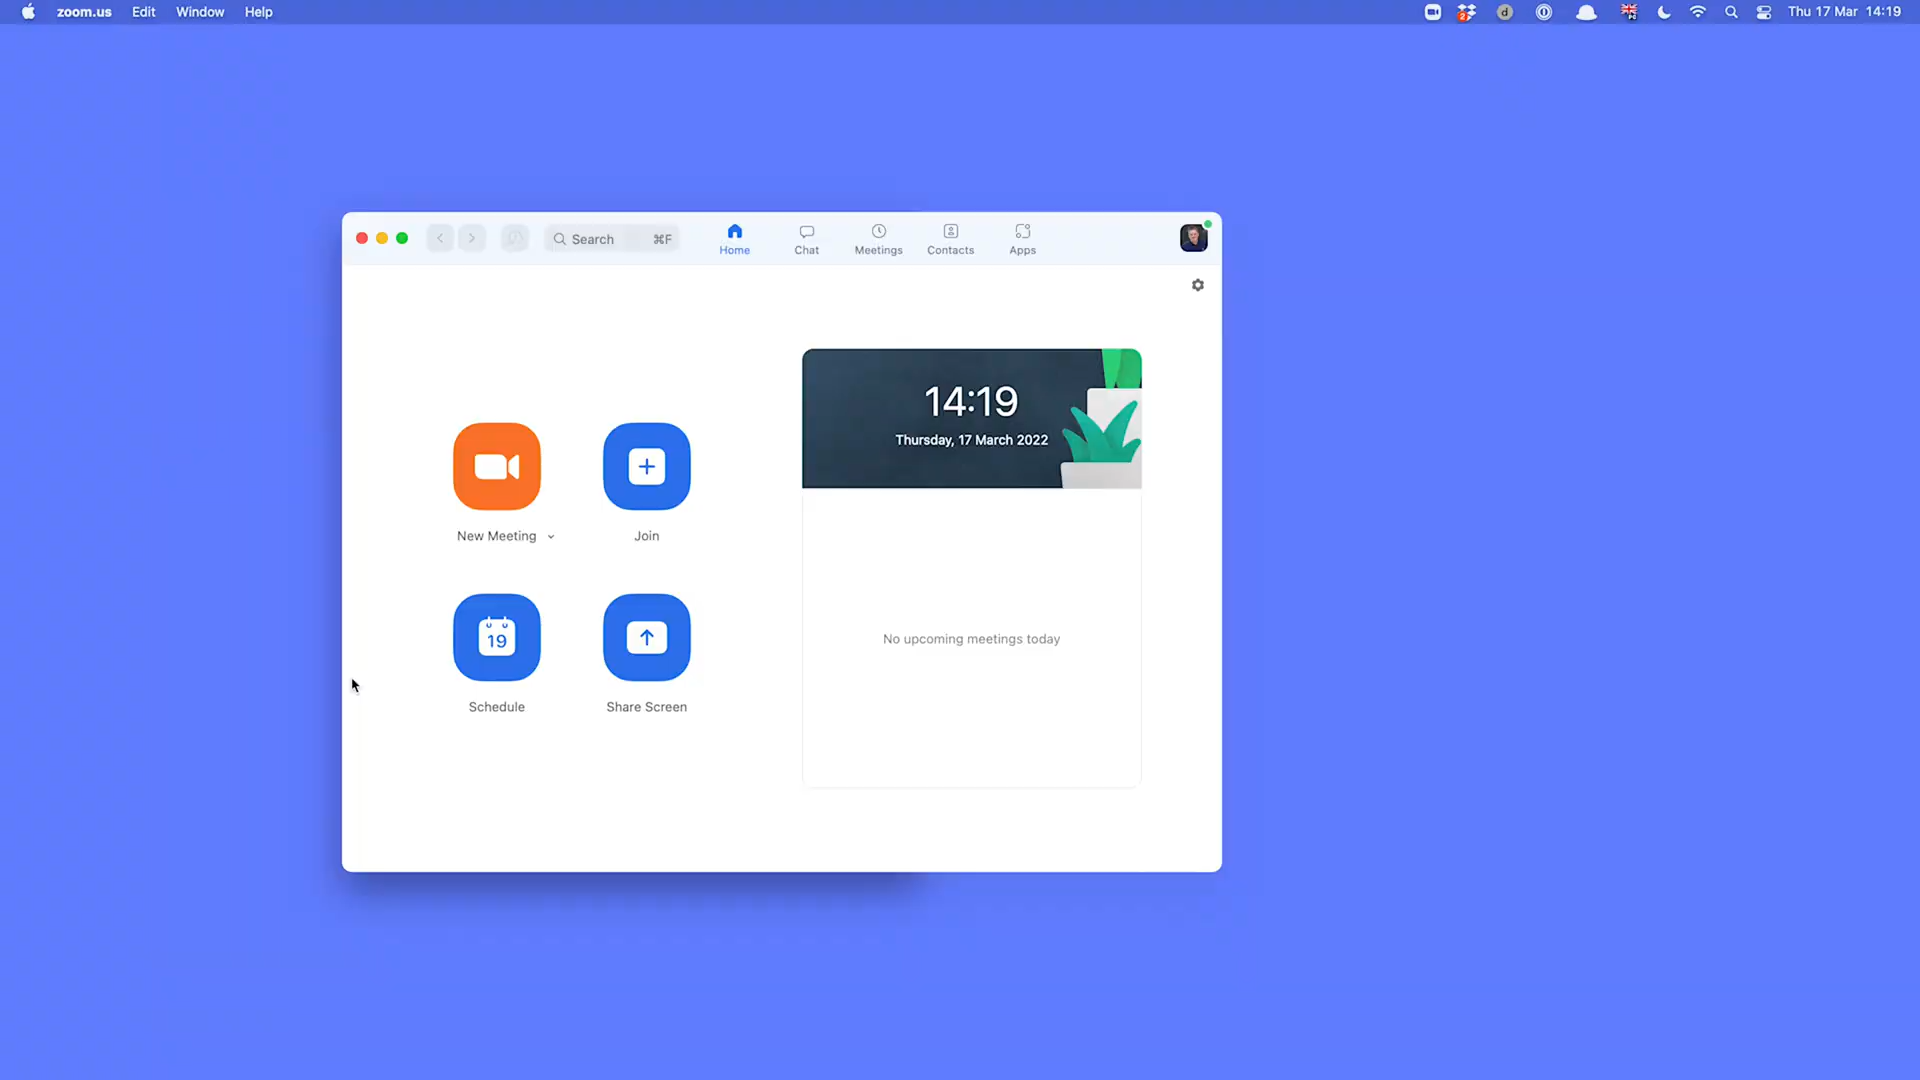 zoom.us Edit Window Help
2 d Thu 17 Mar 14:19
Search ⌘F
Home Chat Meetings Contacts Apps
14:19
Thursday, 17 March 2022
New Meeting Join
No upcoming meetings today
19
Schedule Share Screen